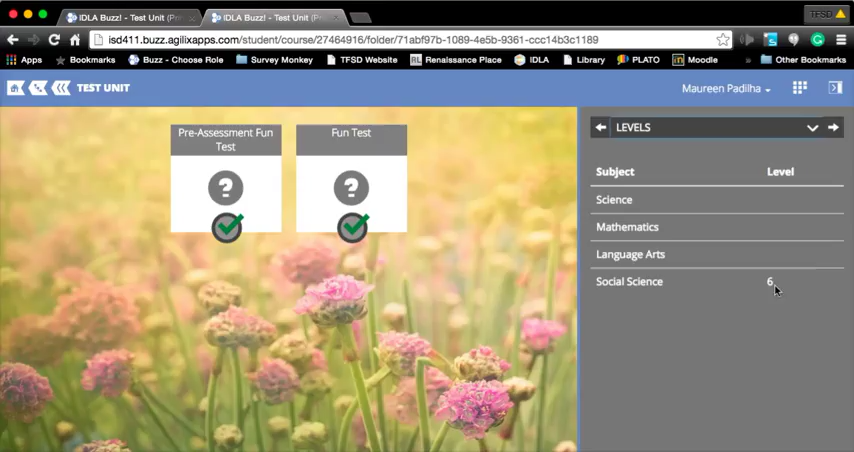 IDLA Buzz! - Test Unit (Pre
IDLA Buzz! - Test Unit (Pr
TFSD
isd411.buzz.agilixapps.com/student/course/27464916/folder/71abf97b-1089-4e5b-9361-ccc14b3c1189
Apps Bookmarks Buzz - Choose Role Survey Monkey TFSD Website RL Renaissance Place IDLA Library PLATO m Moodle » Other Bookmarks
TEST UNIT
Maureen Padilha
Pre-Assessment Fun
Test
?
Fun Test
?
LEVELS
Subject Level
Science
Mathematics
Language Arts
Social Science 6